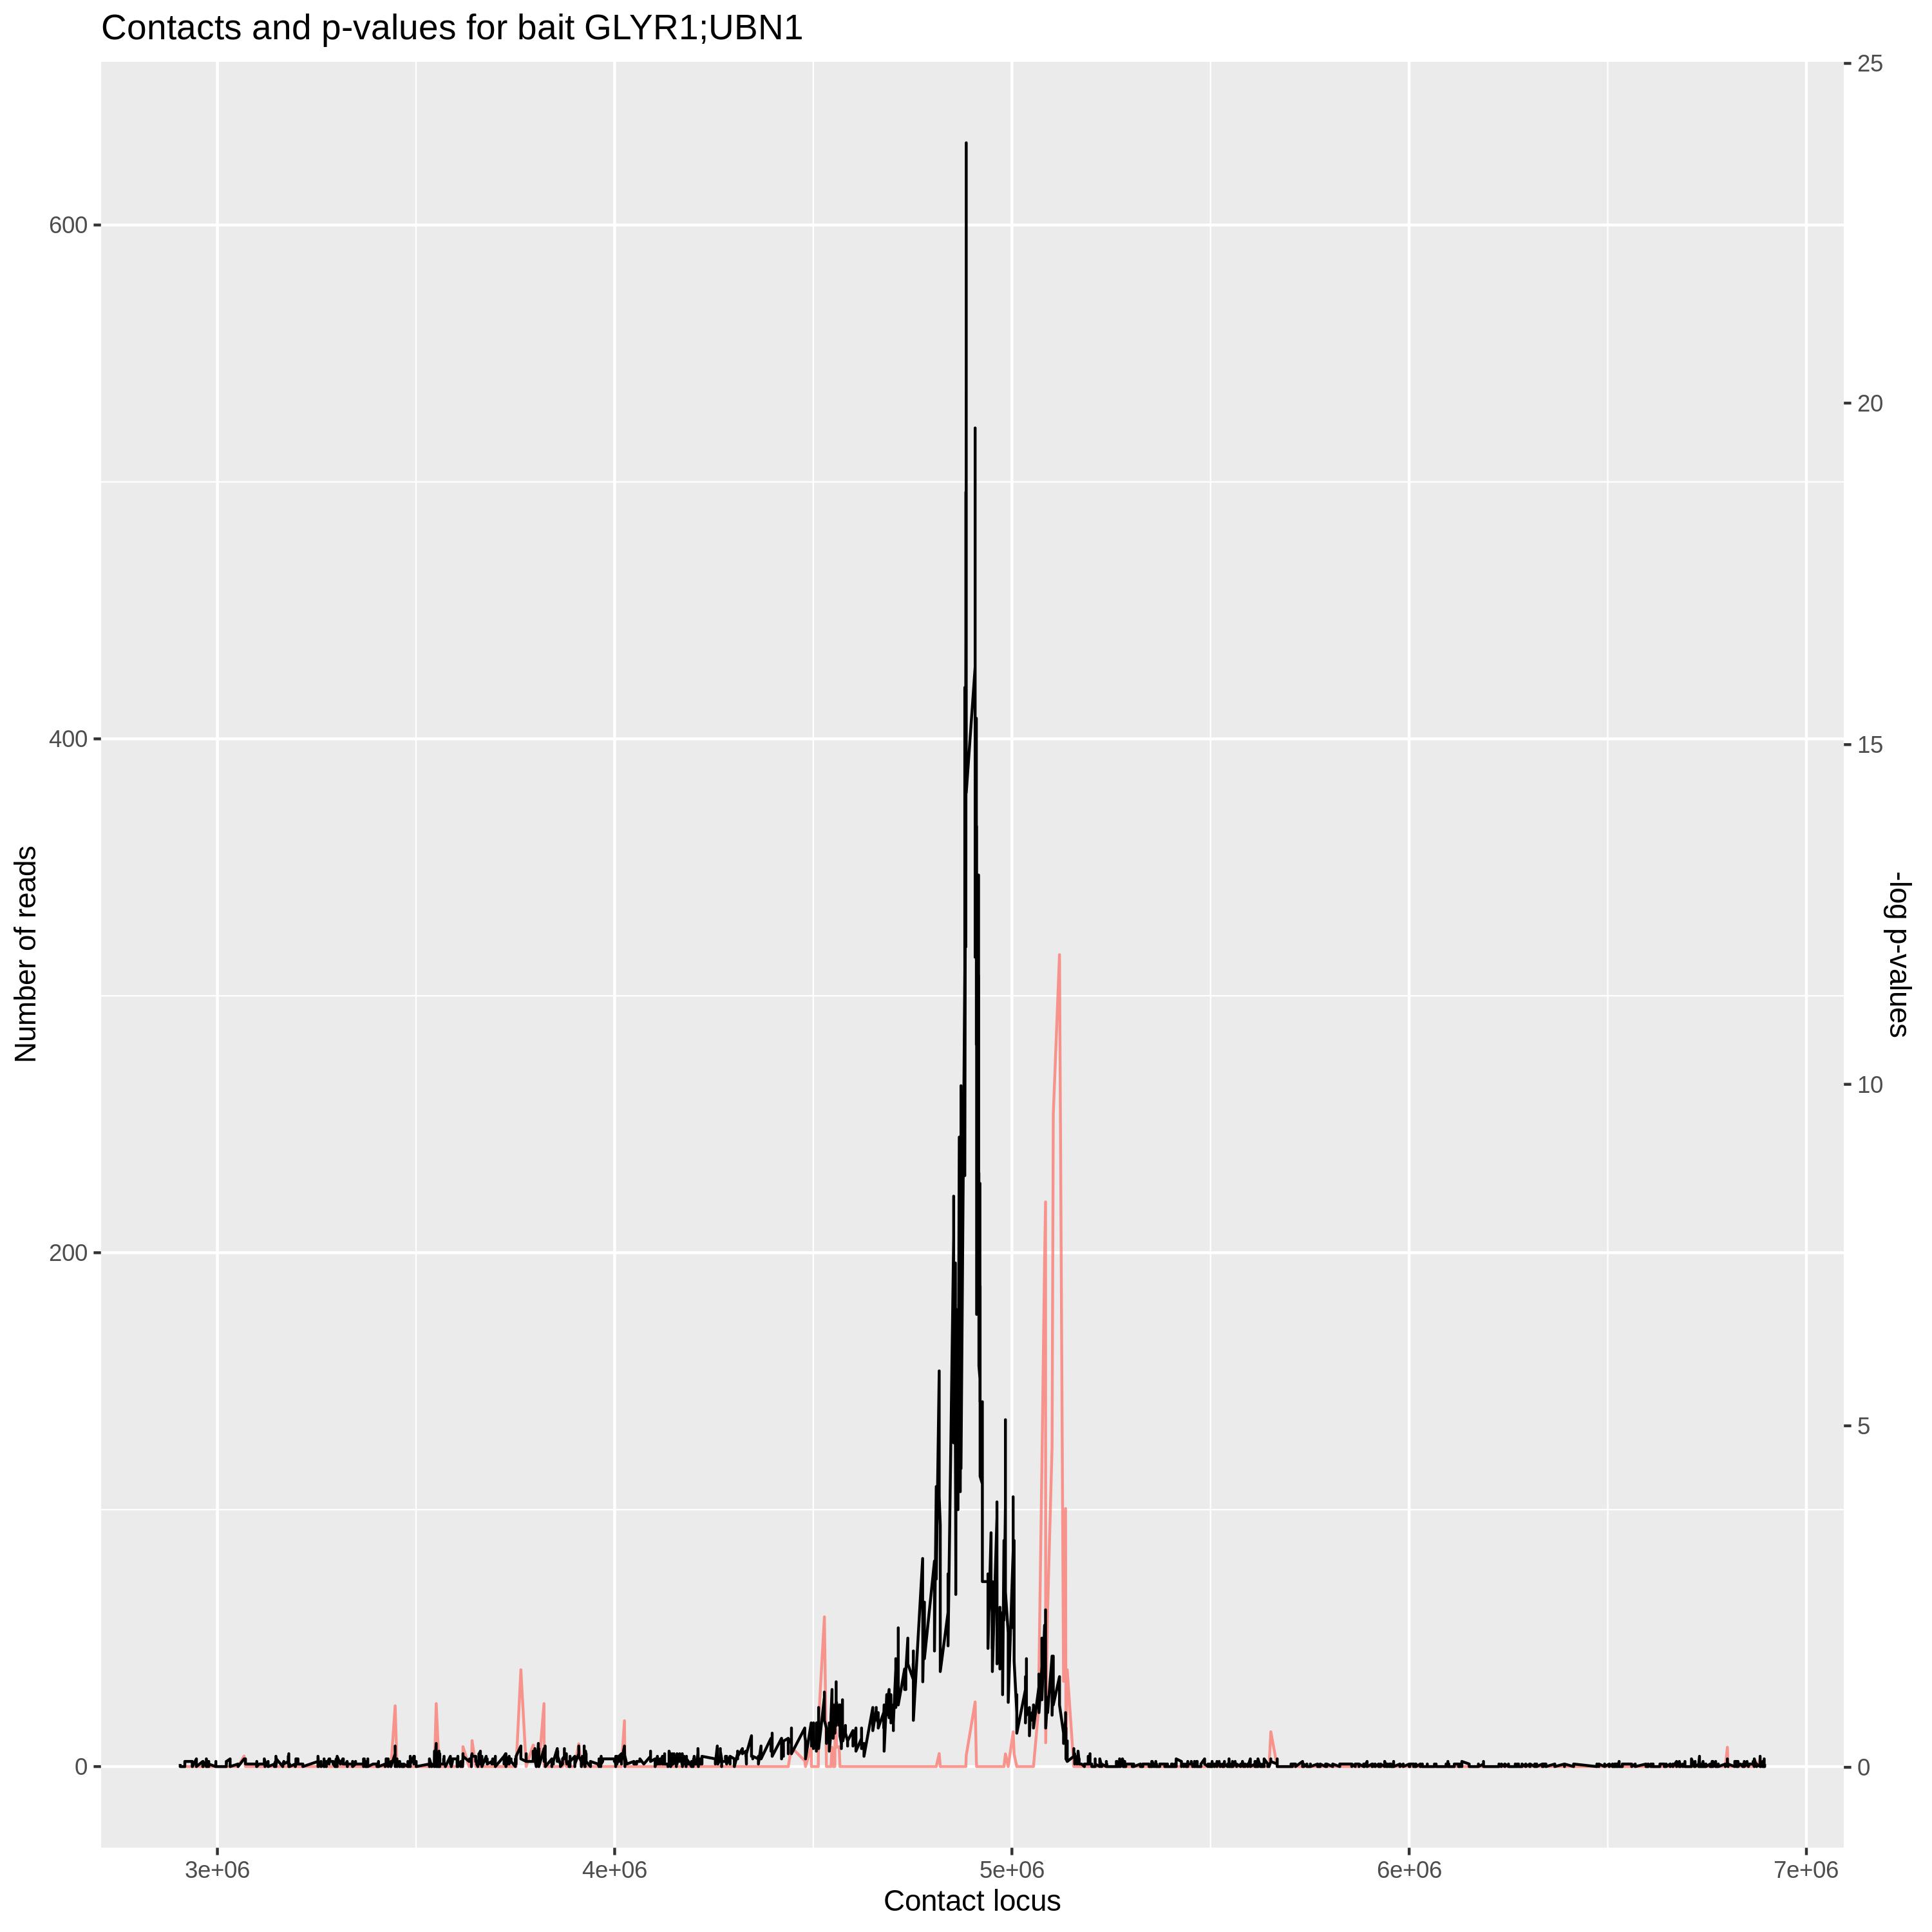 Contacts and p-values for bait GLYR1;UBN1
25
600
20
400
15
Number of reads
-log p-values
10
200
5
0
0
3e+06
4e+06
5e+06
6e+06
7e+06
Contact locus